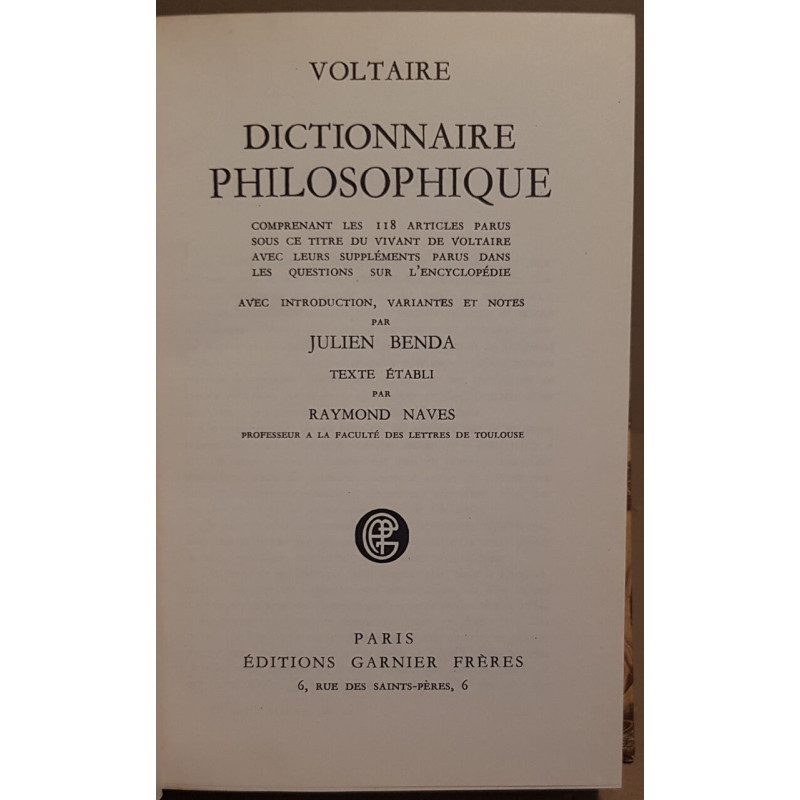 VOLTAIRE
DICTIONNAIRE
PHILOSOPHIQUE
COMPRENANT LES 118 ARTICLES PARUS
SOUS CE TITRE DU VIVANT DE VOLTAIRE
AVEC LEURS SUPPLÉMENTS PARUS DANS
LES QUESTIONS SUR L'ENCYCLOPÉDIE
AVEC INTRODUCTION, VARIANTES ET NOTES
PAR
JULIEN BENDA
TEXTE ÉTABLI
PAR
RAYMOND NAVES
PROFESSEUR A LA FACULTÉ DES LETTRES DE TOULOUSE
PARIS
ÉDITIONS GARNIER FRÈRES
6, RUE DES SAINTS-PÈRES, 6